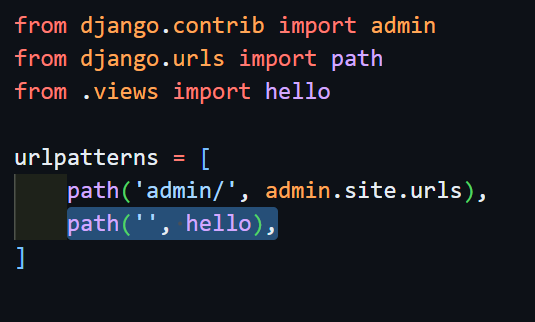 from django.contrib import admin
from django.urls import path
from .views import hello

urlpatterns = [
    path('admin/', admin.site.urls),
    path('', hello),
]